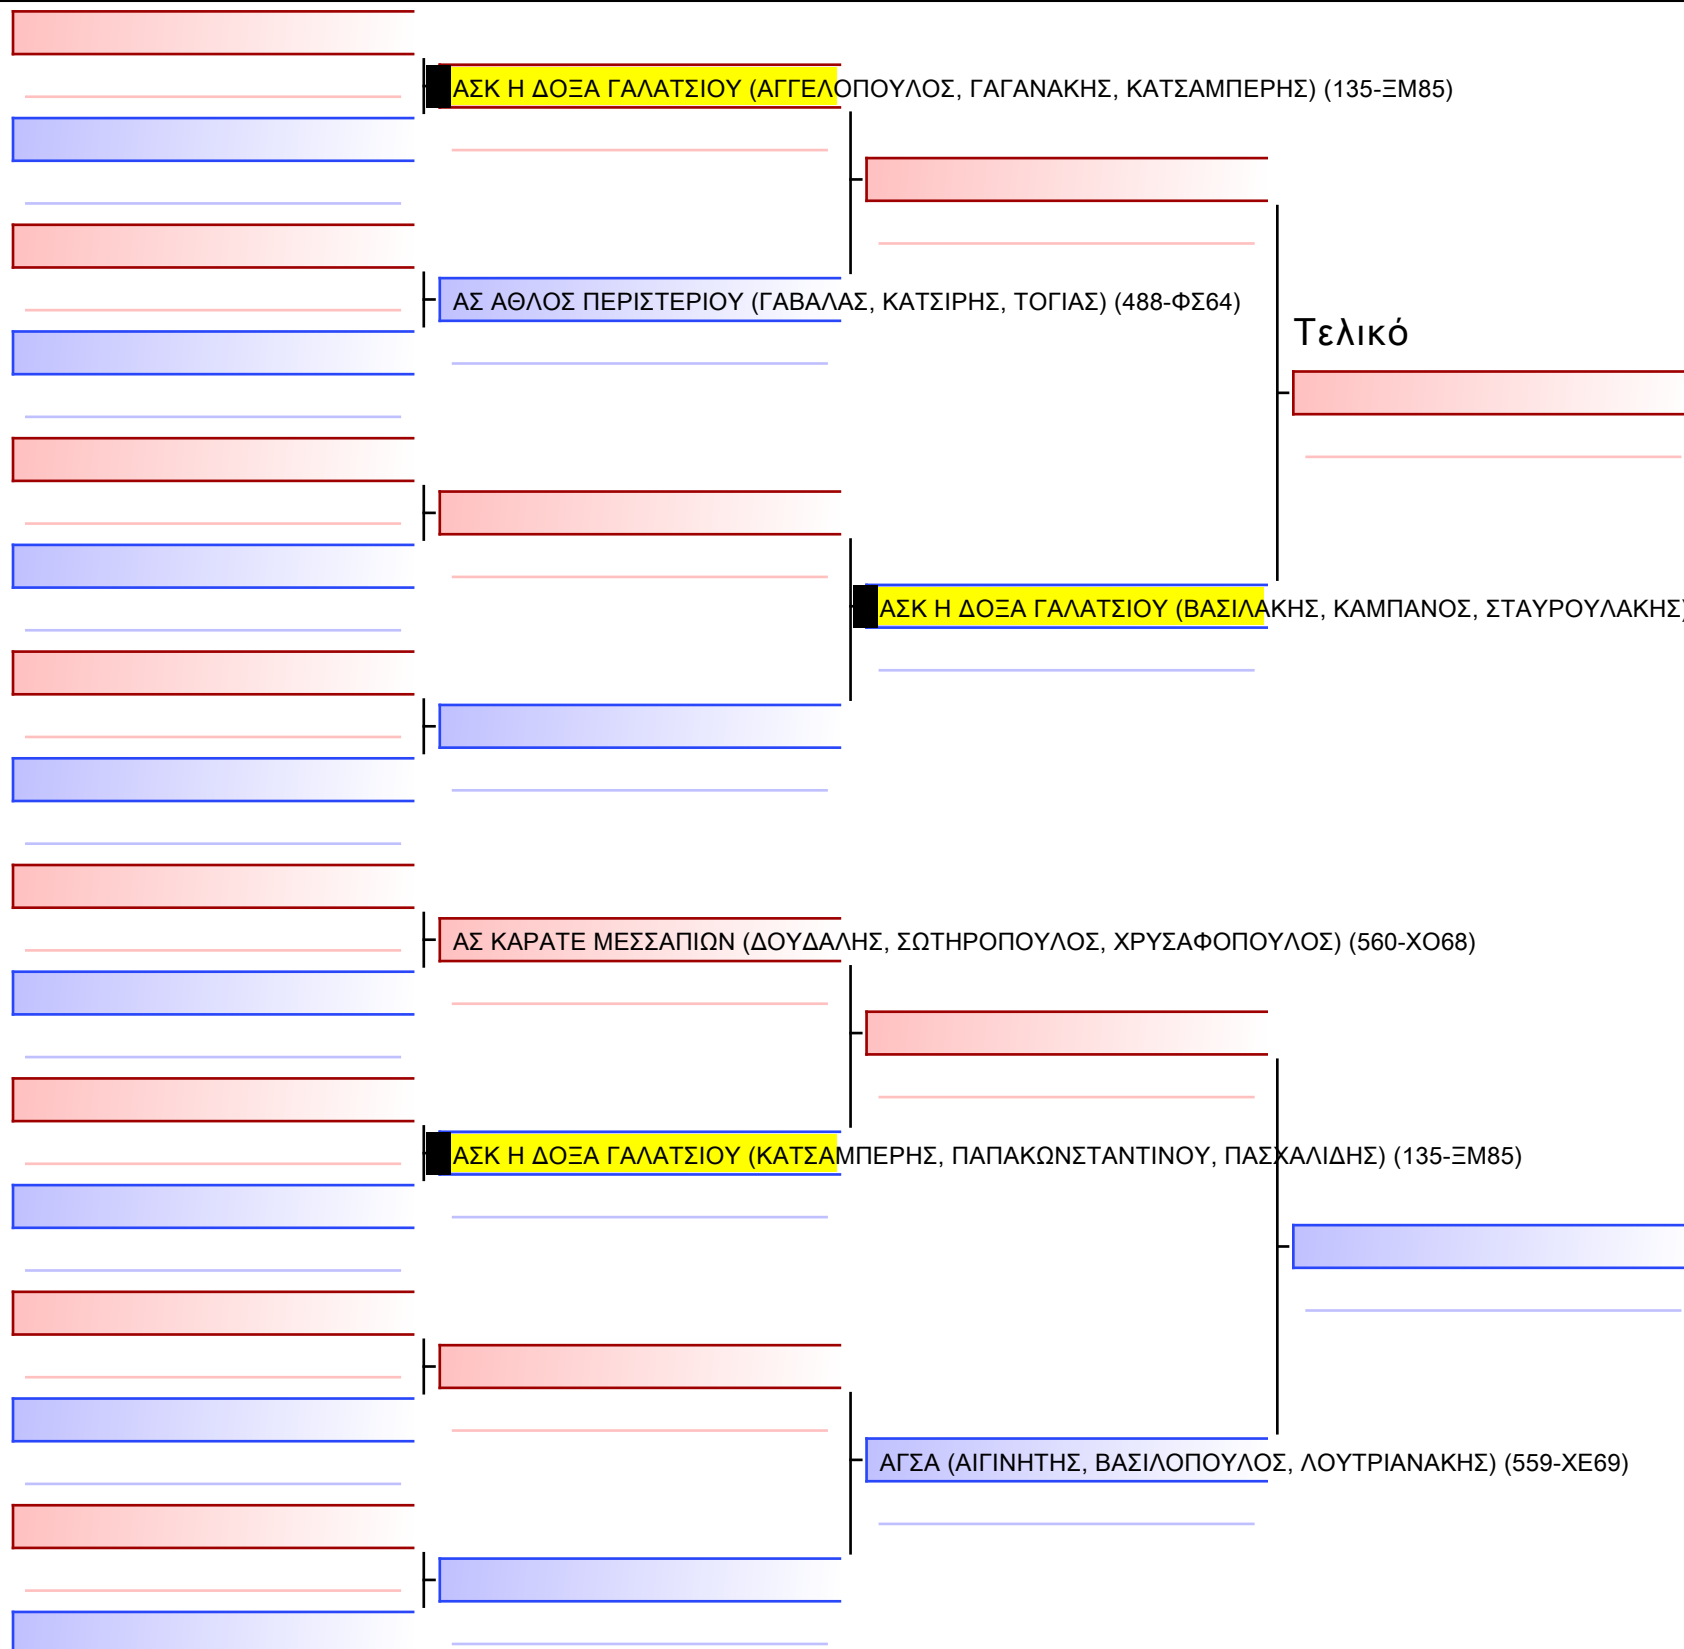 ΑΣΚ Η ΔΟΞΑ ΓΑΛΑΤΣΙΟΥ (ΑΓΓΕΛΟΠΟΥΛΟΣ, ΓΑΓΑΝΑΚΗΣ, ΚΑΤΣΑΜΠΕΡΗΣ) (135-ΞΜ85)
ΑΣ ΑΘΛΟΣ ΠΕΡΙΣΤΕΡΙΟΥ (ΓΑΒΑΛΑΣ, ΚΑΤΣΙΡΗΣ, ΤΟΓΙΑΣ) (488-ΦΣ64)
Τελικό
ΑΣΚ Η ΔΟΞΑ ΓΑΛΑΤΣΙΟΥ (ΒΑΣΙΛΑΚΗΣ, ΚΑΜΠΑΝΟΣ, ΣΤΑΥΡΟΥΛΑΚΗΣ)
ΑΣ ΚΑΡΑΤΕ ΜΕΣΣΑΠΙΩΝ (ΔΟΥΔΑΛΗΣ, ΣΩΤΗΡΟΠΟΥΛΟΣ, ΧΡΥΣΑΦΟΠΟΥΛΟΣ) (560-ΧΟ68)
ΑΣΚ Η ΔΟΞΑ ΓΑΛΑΤΣΙΟΥ (ΚΑΤΣΑΜΠΕΡΗΣ, ΠΑΠΑΚΩΝΣΤΑΝΤΙΝΟΥ, ΠΑΣΧΑΛΙΔΗΣ) (135-ΞΜ85)
ΑΓΣΑ (ΑΙΓΙΝΗΤΗΣ, ΒΑΣΙΛΟΠΟΥΛΟΣ, ΛΟΥΤΡΙΑΝΑΚΗΣ) (559-ΧΕ69)